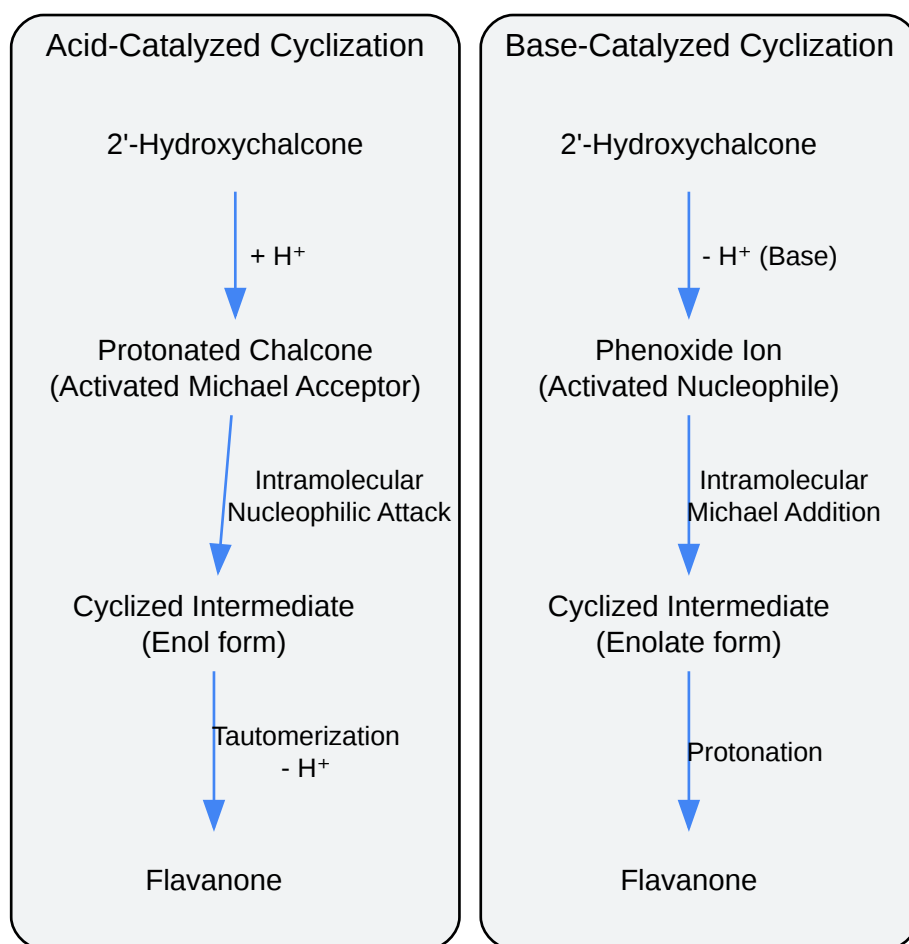 Acid-Catalyzed Cyclization
2'-Hydroxychalcone
+ H⁺
Protonated Chalcone
(Activated Michael Acceptor)
Intramolecular
Nucleophilic Attack
Cyclized Intermediate
(Enol form)
Tautomerization
- H⁺
Flavanone
Base-Catalyzed Cyclization
2'-Hydroxychalcone
- H⁺ (Base)
Phenoxide Ion
(Activated Nucleophile)
Intramolecular
Michael Addition
Cyclized Intermediate
(Enolate form)
Protonation
Flavanone